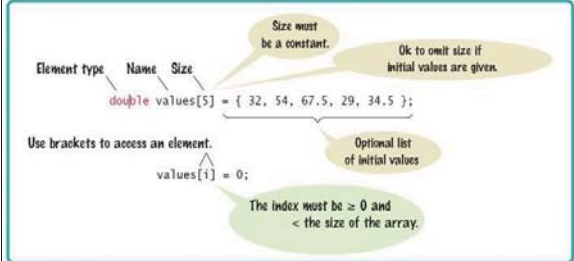 Size must
be a constant.
Ok to omit size if
initial values are given.
Element type Name Size
double values[5] = { 32, 54, 67.5, 29, 34.5 };
Use brackets to access an element.
Optional list
of initial values
values[i] = 0;
The index must be ≥ 0 and
< the size of the array.